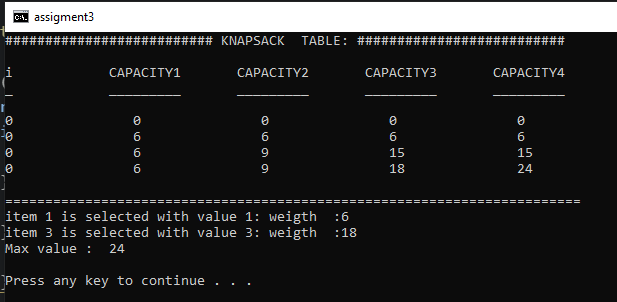 assigment3
########################## KNAPSACK  TABLE: ##########################
i            CAPACITY1       CAPACITY2       CAPACITY3       CAPACITY4
_            _________       _________       _________       _________
0               0               0               0               0
0               6               6               6               6
0               6               9               15              15
0               6               9               18              24
========================================================================
item 1 is selected with value 1: weigth  :6
item 3 is selected with value 3: weigth  :18
Max value :  24
Press any key to continue . . .